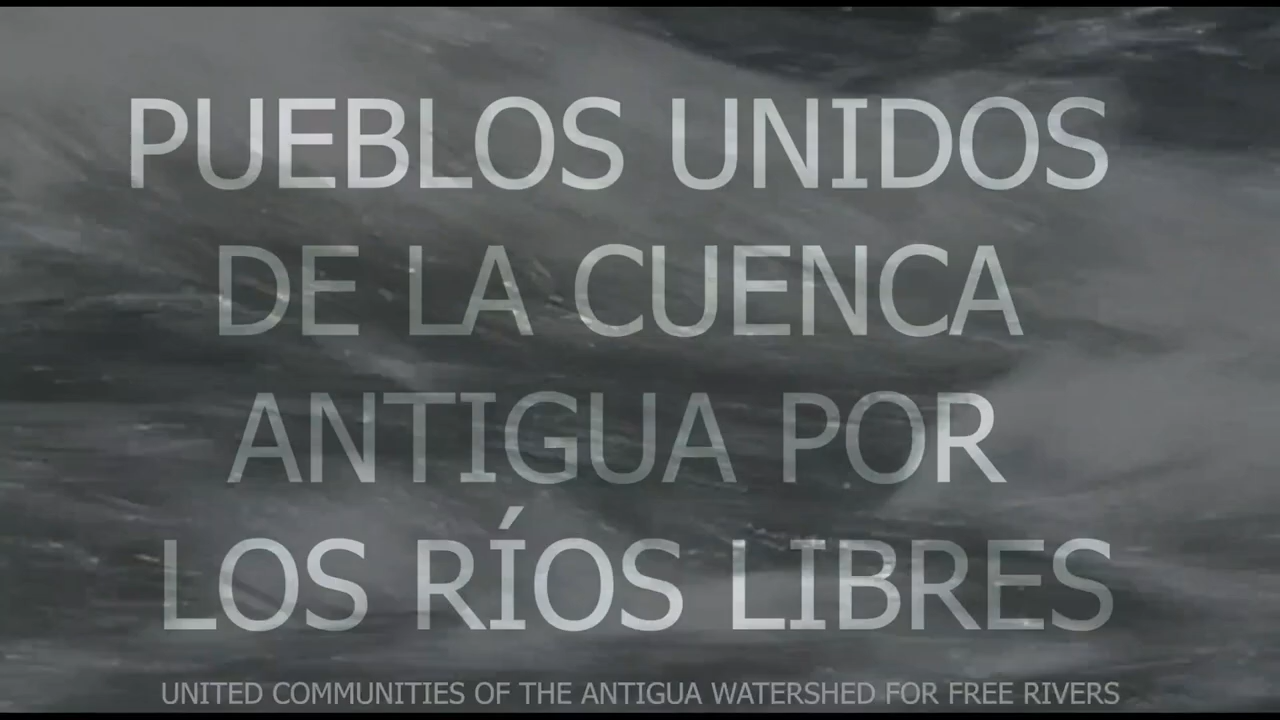 PUEBLOS UNIDOS
DE LA CUENCA
ANTIGUA POR
LOS RÍOS LIBRES
UNITED COMMUNITIES OF THE ANTIGUA WATERSHED FOR FREE RIVERS